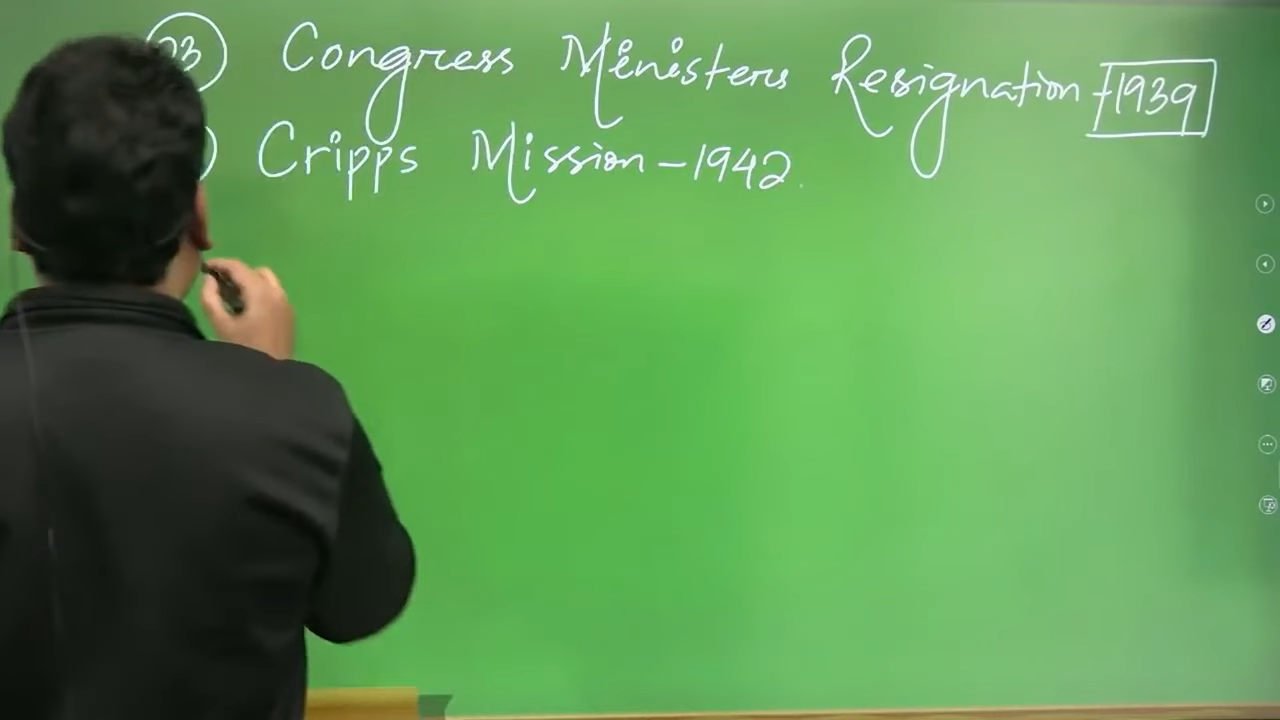 23 Congress Ministers Resignation - 1939
Cripps Mission - 1942.